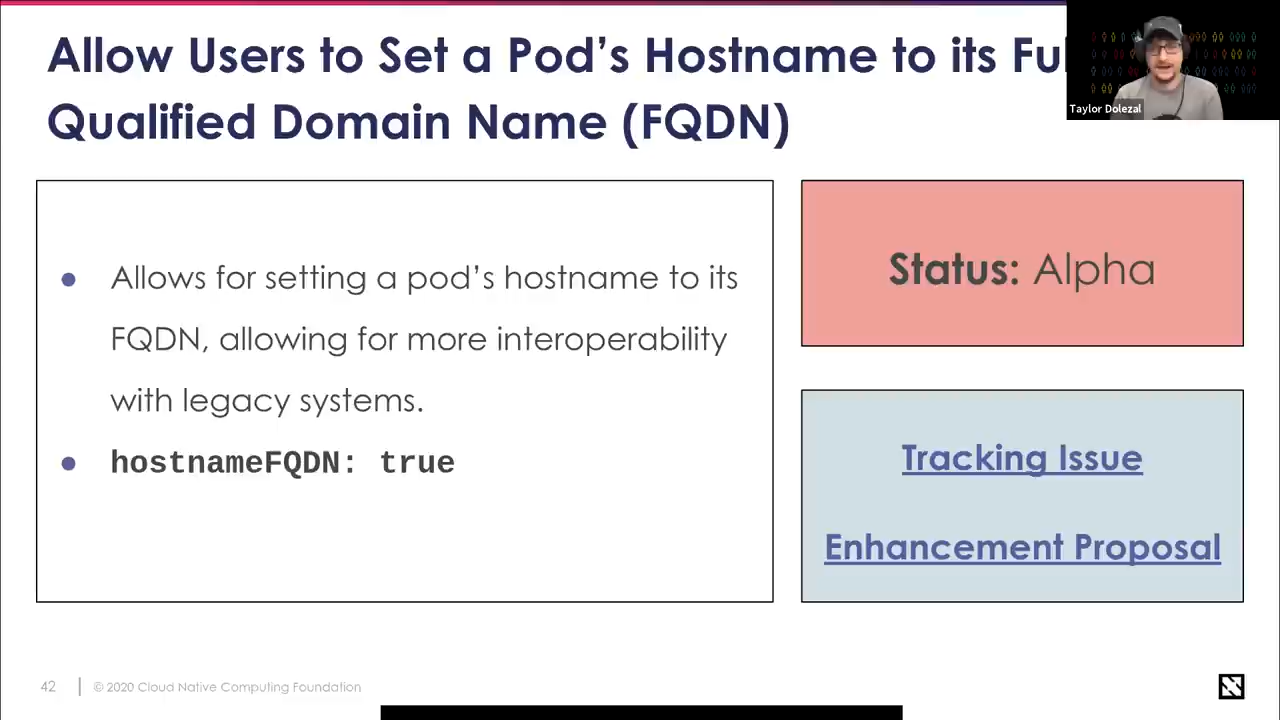 Allow Users to Set a Pod's Hostname to its Ful
Qualified Domain Name (FQDN)
Taylor Dolezal
● Allows for setting a pod's hostname to its
FQDN, allowing for more interoperability
with legacy systems.
● hostnameFQDN: true
Status: Alpha
Tracking Issue
Enhancement Proposal
42 | © 2020 Cloud Native Computing Foundation